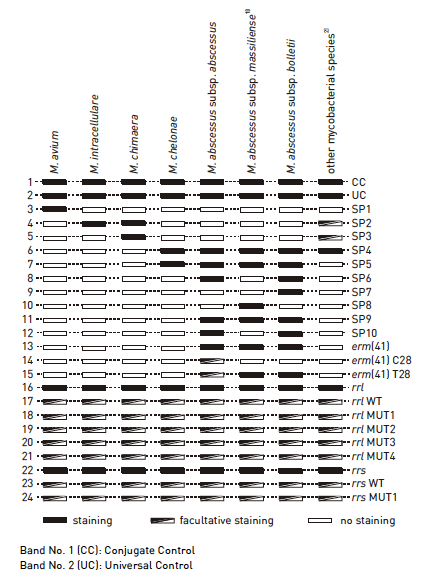 M. avium
M. intracellulare
M. chimaera
M. chelonae
M. abscessus subsp. abscessus
M. abscessus subsp. massiliense¹⁾
M. abscessus subsp. bolletii
other mycobacterial species²⁾
1 CC
2 UC
3 SP1
4 SP2
5 SP3
6 SP4
7 SP5
8 SP6
9 SP7
10 SP8
11 SP9
12 SP10
13 erm(41)
14 erm(41) C28
15 erm(41) T28
16 rrl
17 rrl WT
18 rrl MUT1
19 rrl MUT2
20 rrl MUT3
21 rrl MUT4
22 rrs
23 rrs WT
24 rrs MUT1
staining facultative staining no staining
Band No. 1 (CC): Conjugate Control
Band No. 2 (UC): Universal Control